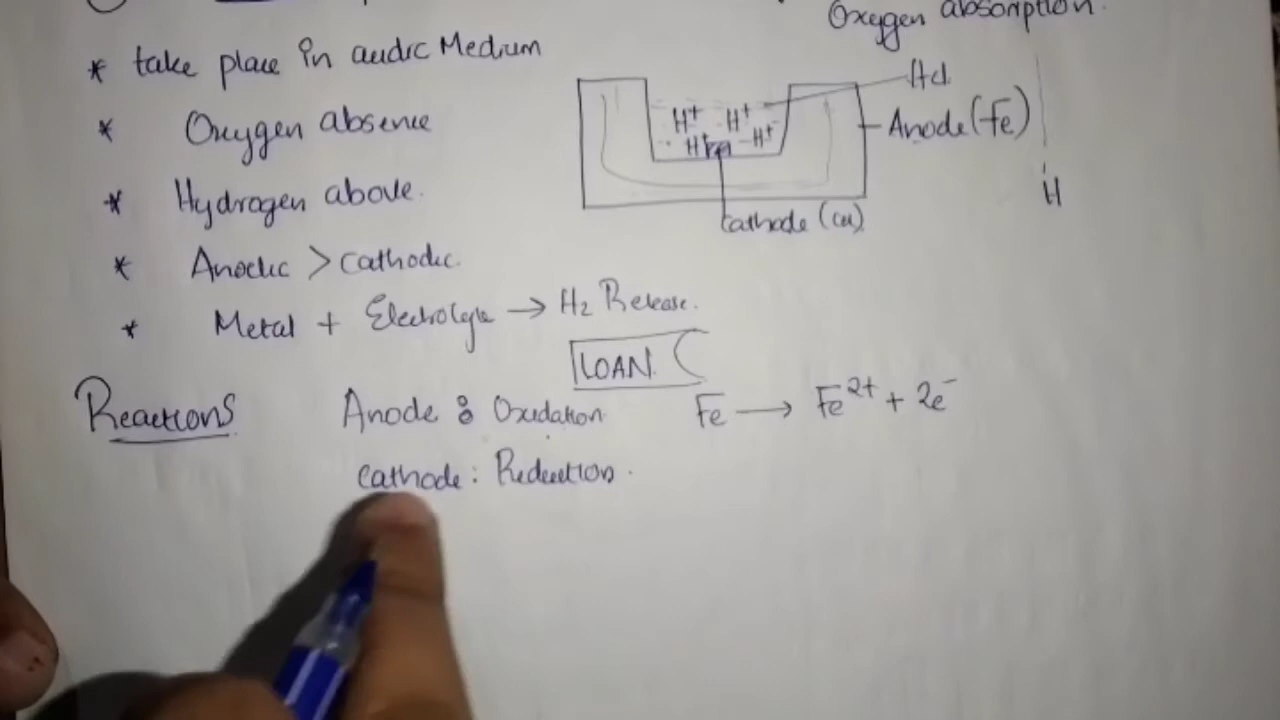 Oxygen absorption.
* take place in acidic Medium
* Oxygen absence
* Hydrogen above.
* Anodic > cathodic.
* Metal + Electrolyte → H2 Release.
Hcl
H+ H+
H+ H+
Anode (Fe)
H
Cathode (cu)
LOAN.
Reactions Anode : Oxidation Fe → Fe2+ + 2e-
Cathode : Reduction.